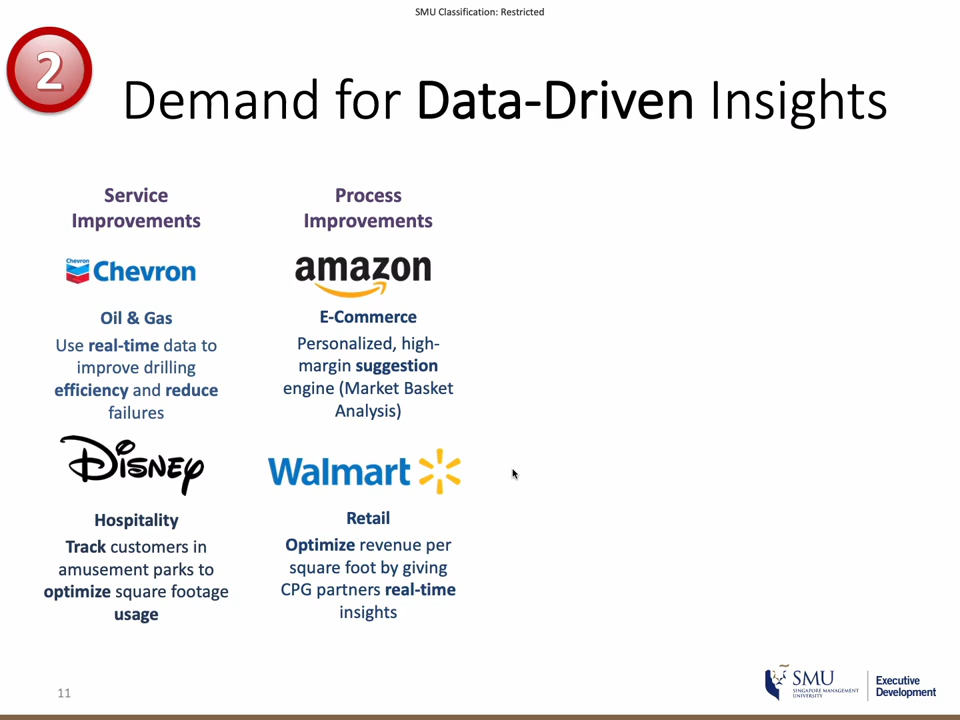 SMU Classification: Restricted
2
Demand for Data-Driven Insights
Service
Improvements
Chevron
Chevron
Oil & Gas
Use real-time data to
improve drilling
efficiency and reduce
failures
Disney
Hospitality
Track customers in
amusement parks to
optimize square footage
usage
Process
Improvements
amazon
E-Commerce
Personalized, high-
margin suggestion
engine (Market Basket
Analysis)
Walmart
Retail
Optimize revenue per
square foot by giving
CPG partners real-time
insights
11
SMU
SINGAPORE MANAGEMENT
UNIVERSITY
Executive
Development